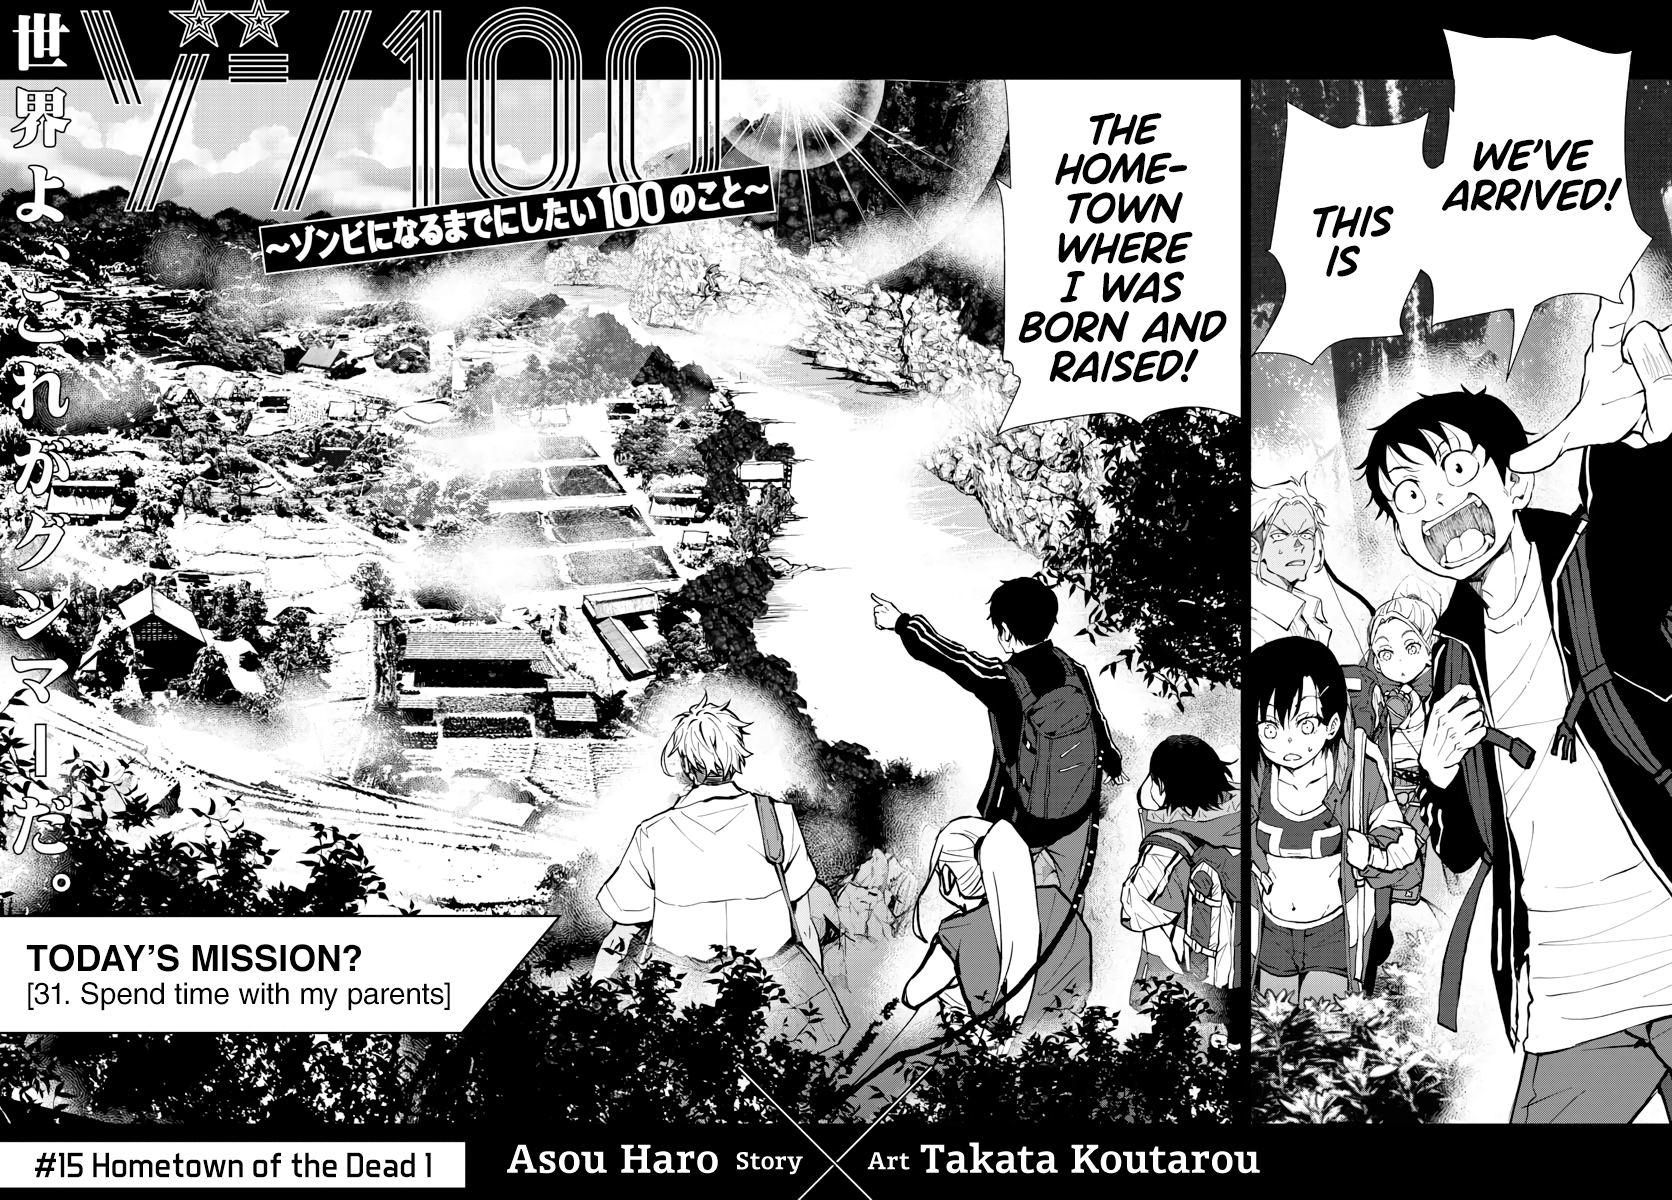 WE'VE
ARRIVED!
THIS
IS
THE
HOME-
TOWN
WHERE
I WAS
BORN AND
RAISED!
ゾン100
～ゾンビになるまでにしたい100のこと～
世界よ、これがグンマーだ。
TODAY'S MISSION?
[31. Spend time with my parents]
#15 Hometown of the Dead 1
Asou Haro Story
Art Takata Koutarou